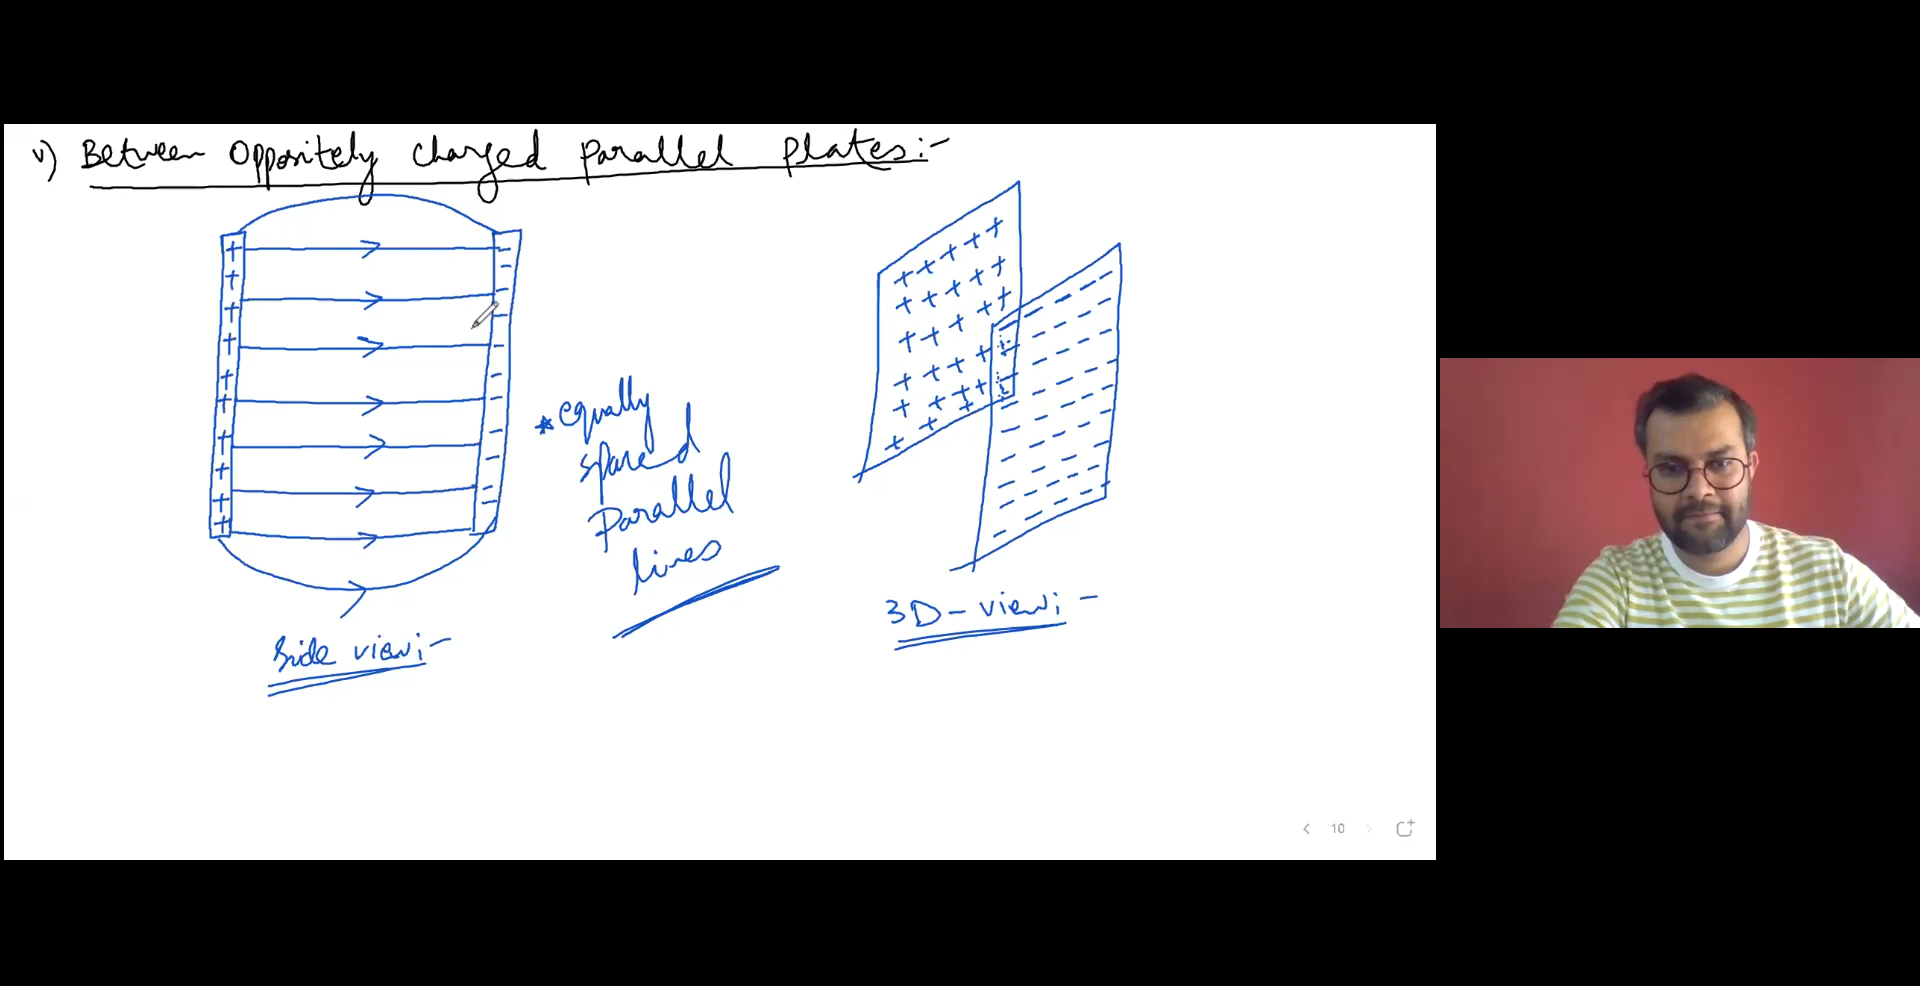 v) Between Oppositely charged parallel plates:-
* equally
spaced
Parallel
lines
Side view:-
3D-view:-
10